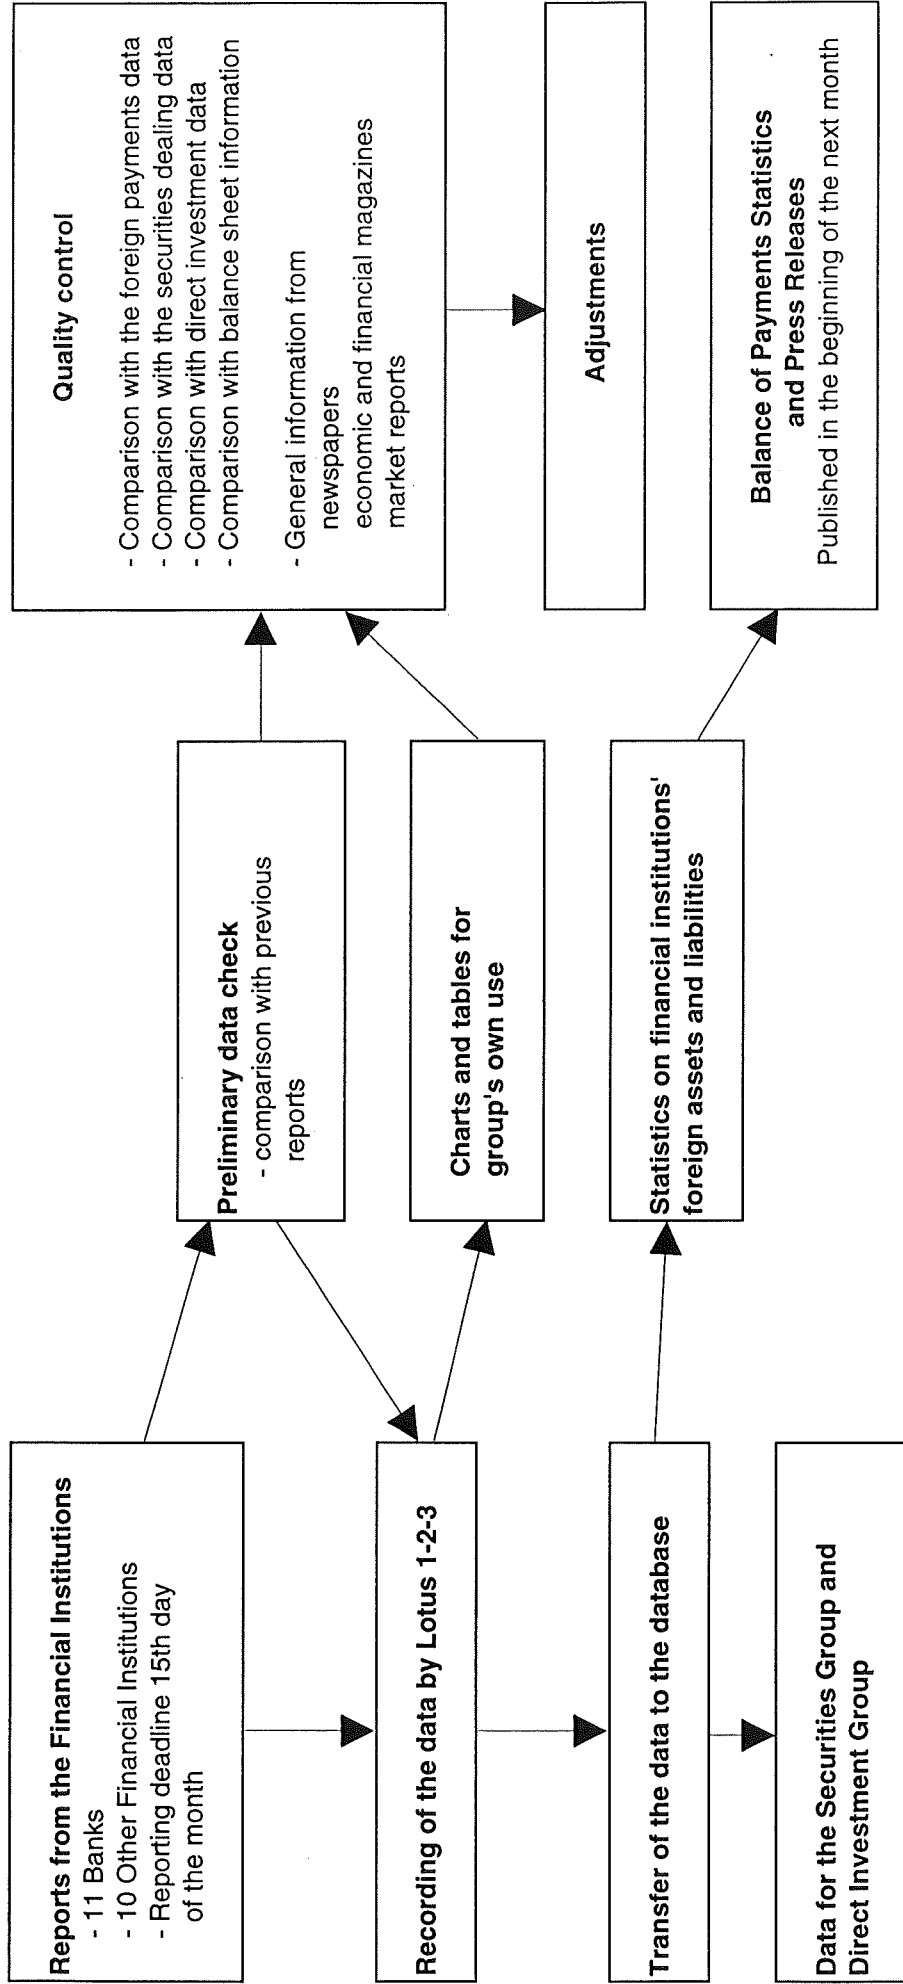 Reports from the Financial Institutions
- 11 Banks
- 10 Other Financial Institutions
- Reporting deadline 15th day
of the month
Recording of the data by Lotus 1-2-3
Transfer of the data to the database
Data for the Securities Group and
Direct Investment Group
Preliminary data check
- comparison with previous
reports
Charts and tables for
group's own use
Statistics on financial institutions'
foreign assets and liabilities
Quality control
- Comparison with the foreign payments data
- Comparison with the securities dealing data
- Comparison with direct investment data
- Comparison with balance sheet information
- General information from
newspapers
economic and financial magazines
market reports
Adjustments
Balance of Payments Statistics
and Press Releases
Published in the beginning of the next month